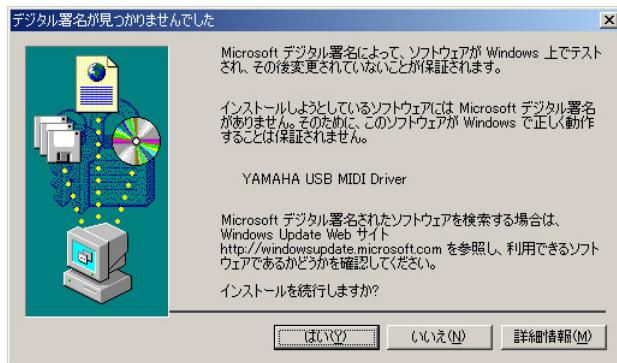 デジタル署名が見つかりませんでした
Microsoft デジタル署名によって、ソフトウェアが Windows 上でテスト
され、その後変更されていないことが保証されます。
インストールしようとしているソフトウェアには Microsoft デジタル署名
がありません。そのために、このソフトウェアが Windows で正しく動作
することは保証されません。
YAMAHA USB MIDI Driver
Microsoft デジタル署名されたソフトウェアを検索する場合は、
Windows Update Web サイト
http://windowsupdate.microsoft.com を参照し、利用できるソフト
ウェアであるかどうかを確認してください。
インストールを続行しますか?
はい(Y)
いいえ(N)
詳細情報(M)